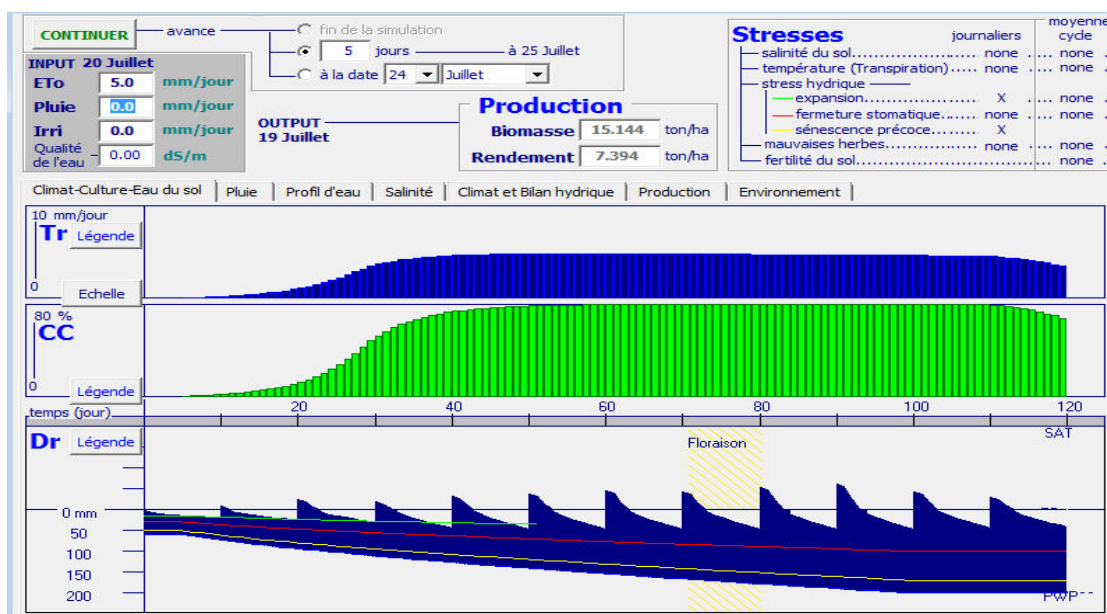 CONTINUER avance fin de la simulation
5 jours à 25 Juillet
à la date 24 Juillet
INPUT 20 Juillet
ETo 5.0 mm/jour
Pluie 0.0 mm/jour
Irri 0.0 mm/jour
Qualité de l'eau 0.00 dS/m
OUTPUT
19 Juillet
Production
Biomasse 15.144 ton/ha
Rendement 7.394 ton/ha
Stresses journaliers moyenne cycle
salinité du sol none none
température (Transpiration) none none
stress hydrique
expansion X none
fermeture stomatique none none
sénescence précoce X
mauvaises herbes none none
fertilité du sol none
Climat-Culture-Eau du sol Pluie Profil d'eau Salinité Climat et Bilan hydrique Production Environnement
10 mm/jour
Tr Légende
0
Echelle
80 %
CC
0 Légende
temps (jour) 20 40 60 80 100 120
Dr Légende Floraison SAT
0 mm
50
100
150
200 PWP